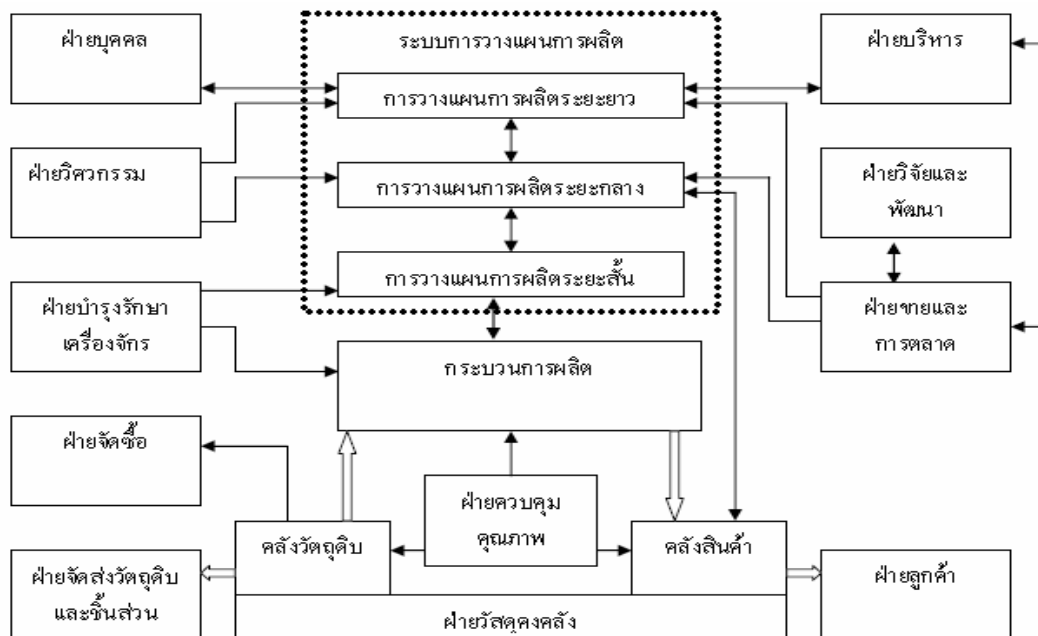 ฝ่ายบุคคล
ระบบการวางแผนการผลิต
ฝ่ายบริหาร
การวางแผนการผลิตระยะยาว
ฝ่ายวิศวกรรม
การวางแผนการผลิตระยะกลาง
ฝ่ายวิจัยและ
พัฒนา
การวางแผนการผลิตระยะสั้น
ฝ่ายบำรุงรักษา
เครื่องจักร
ฝ่ายขายและ
การตลาด
กระบวนการผลิต
ฝ่ายจัดซื้อ
ฝ่ายควบคุม
คุณภาพ
คลังวัตถุดิบ
คลังสินค้า
ฝ่ายจัดส่งวัตถุดิบ
และชิ้นส่วน
ฝ่ายลูกค้า
ฝ่ายวัสดุคงคลัง